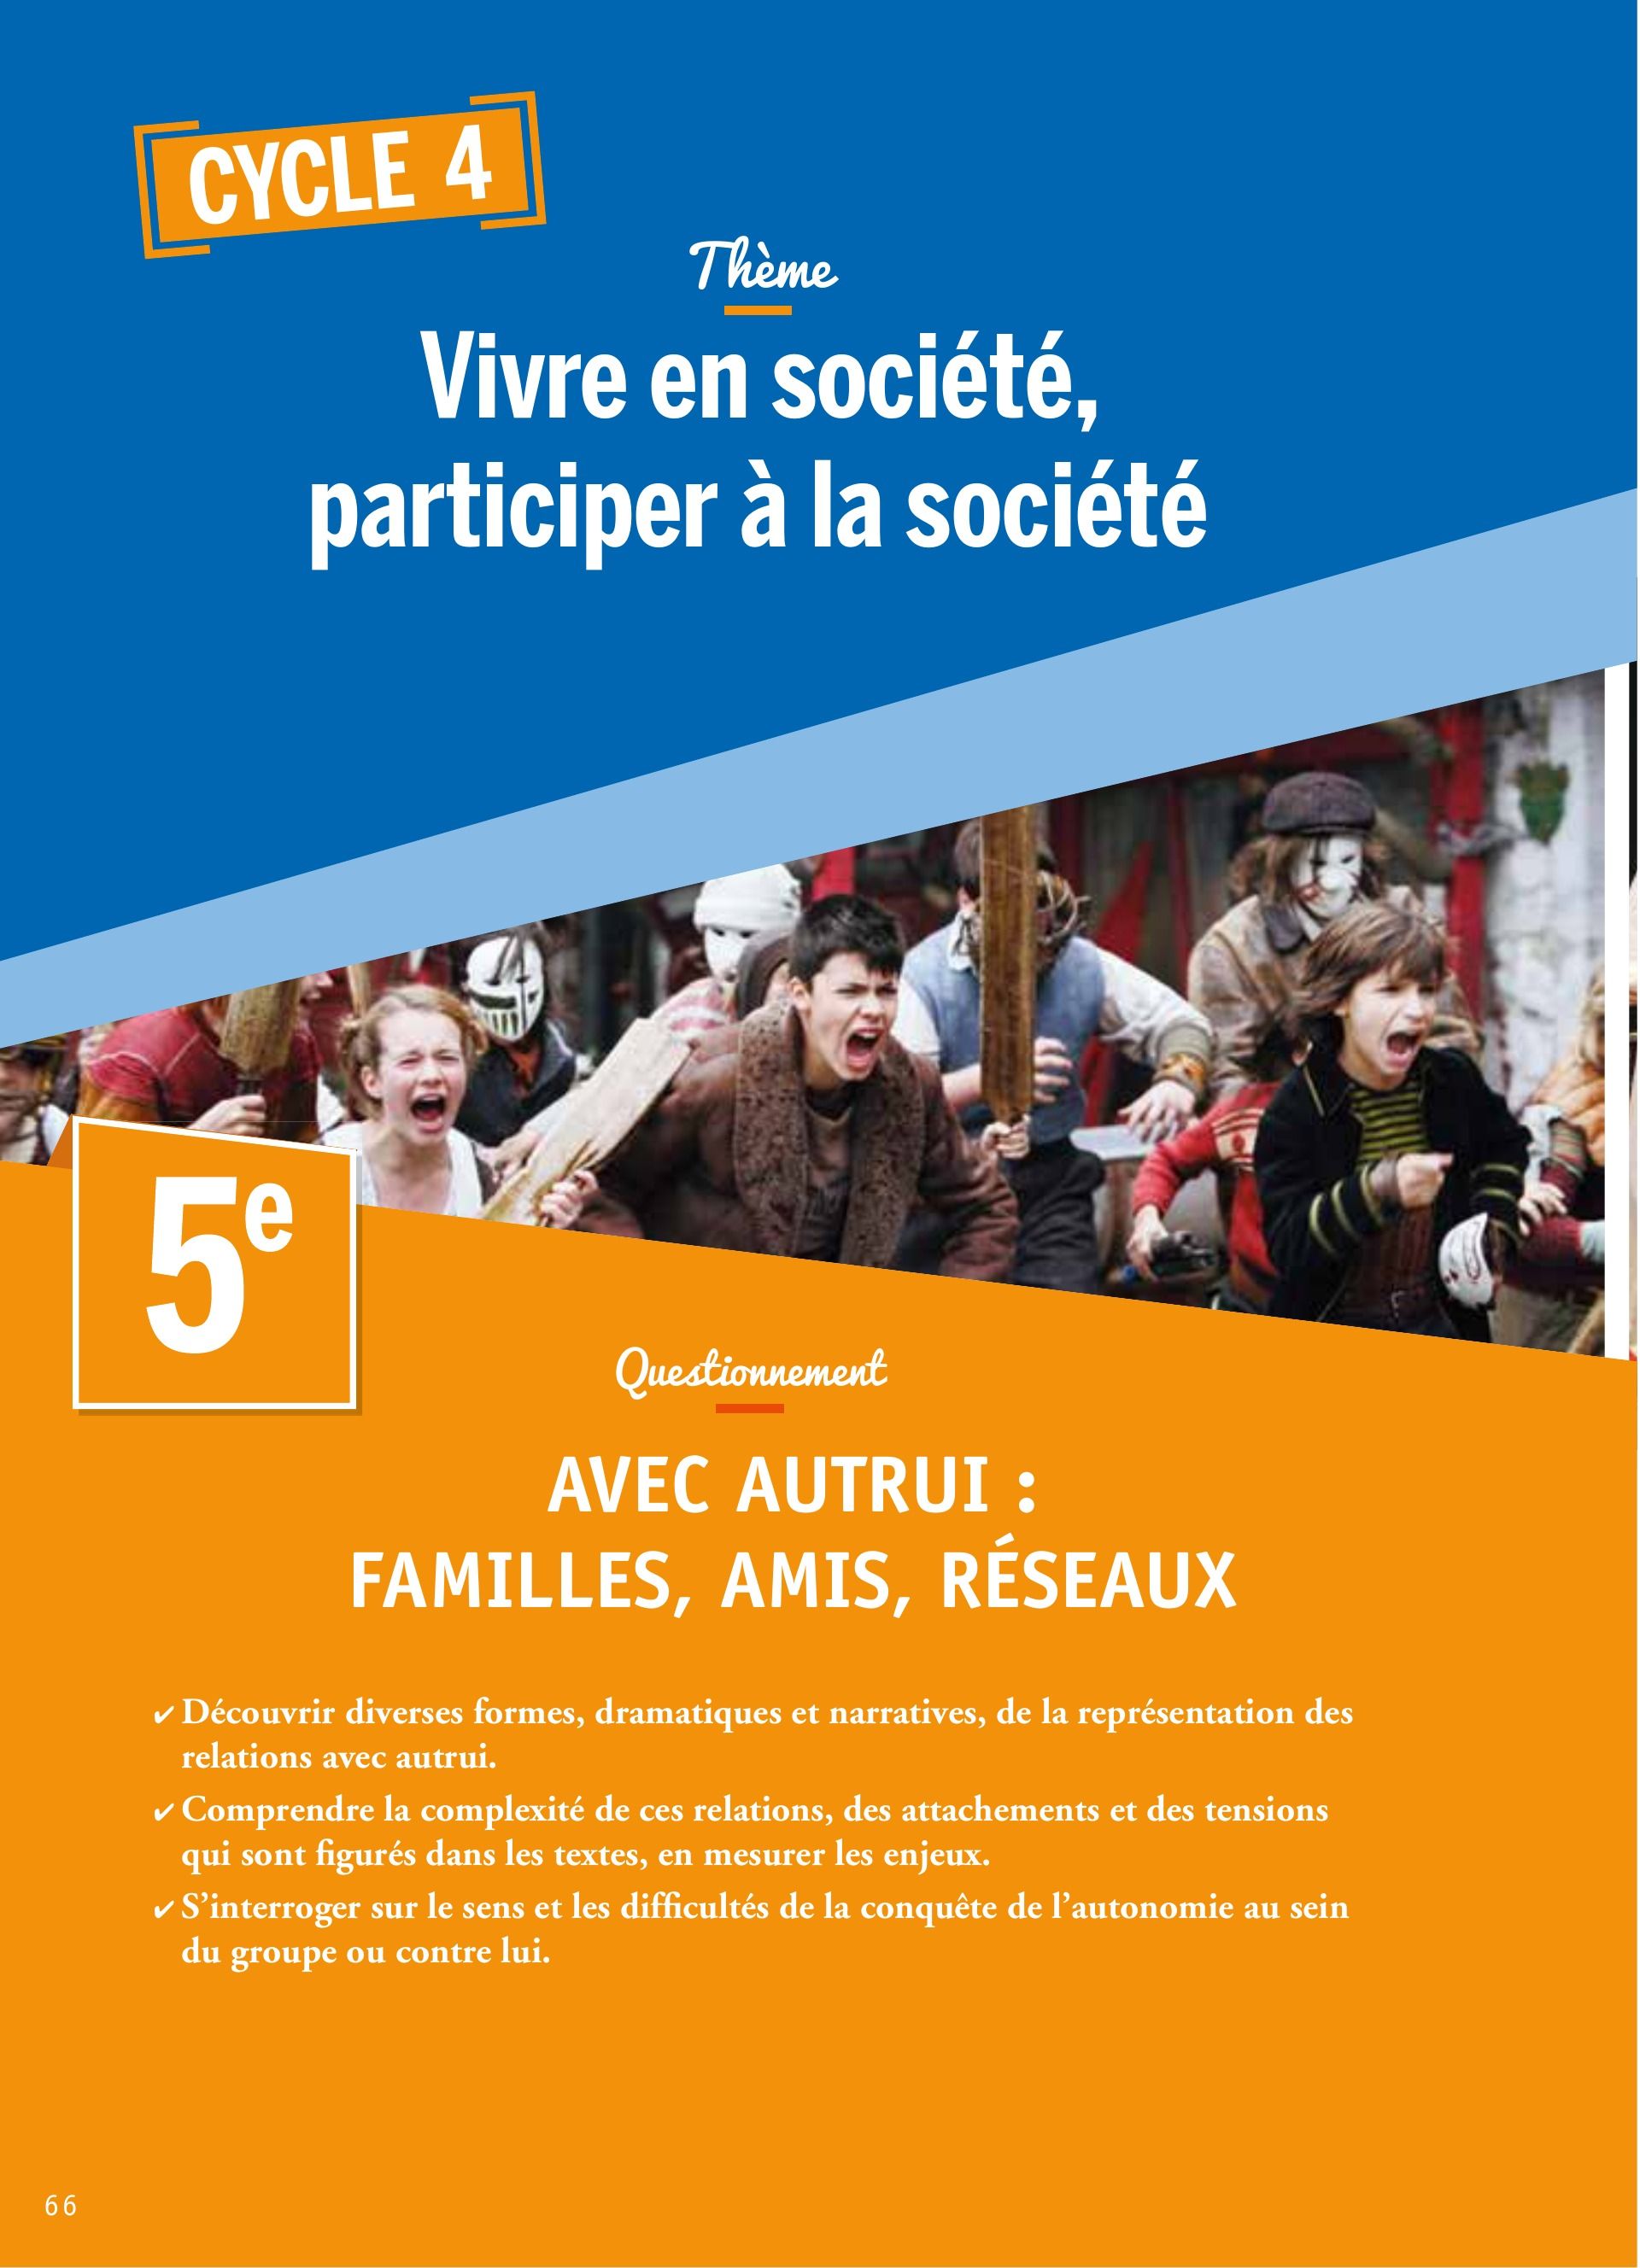 CYCLE 4
Thème
Vivre en société,
participer à la société
5e
Questionnement
AVEC AUTRUI :
FAMILLES, AMIS, RÉSEAUX
✔ Découvrir diverses formes, dramatiques et narratives, de la représentation des
relations avec autrui.
✔ Comprendre la complexité de ces relations, des attachements et des tensions
qui sont figurés dans les textes, en mesurer les enjeux.
✔ S’interroger sur le sens et les difficultés de la conquête de l’autonomie au sein
du groupe ou contre lui.
66